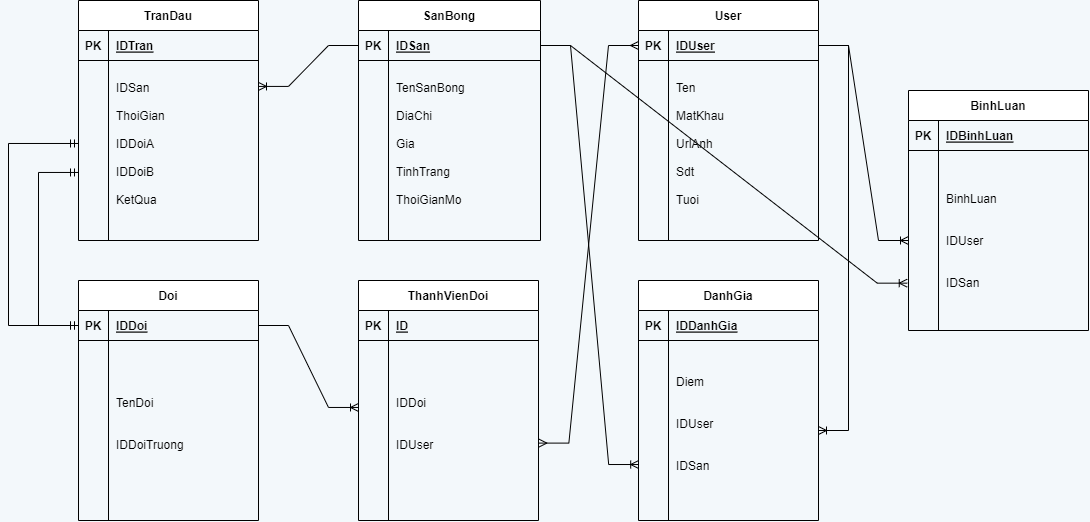 TranDau
PK IDTran
IDSan
ThoiGian
IDDoiA
IDDoiB
KetQua
SanBong
PK IDSan
TenSanBong
DiaChi
Gia
TinhTrang
ThoiGianMo
User
PK IDUser
Ten
MatKhau
UrlAnh
Sdt
Tuoi
BinhLuan
PK IDBinhLuan
BinhLuan
IDUser
IDSan
Doi
PK IDDoi
TenDoi
IDDoiTruong
ThanhVienDoi
PK ID
IDDoi
IDUser
DanhGia
PK IDDanhGia
Diem
IDUser
IDSan